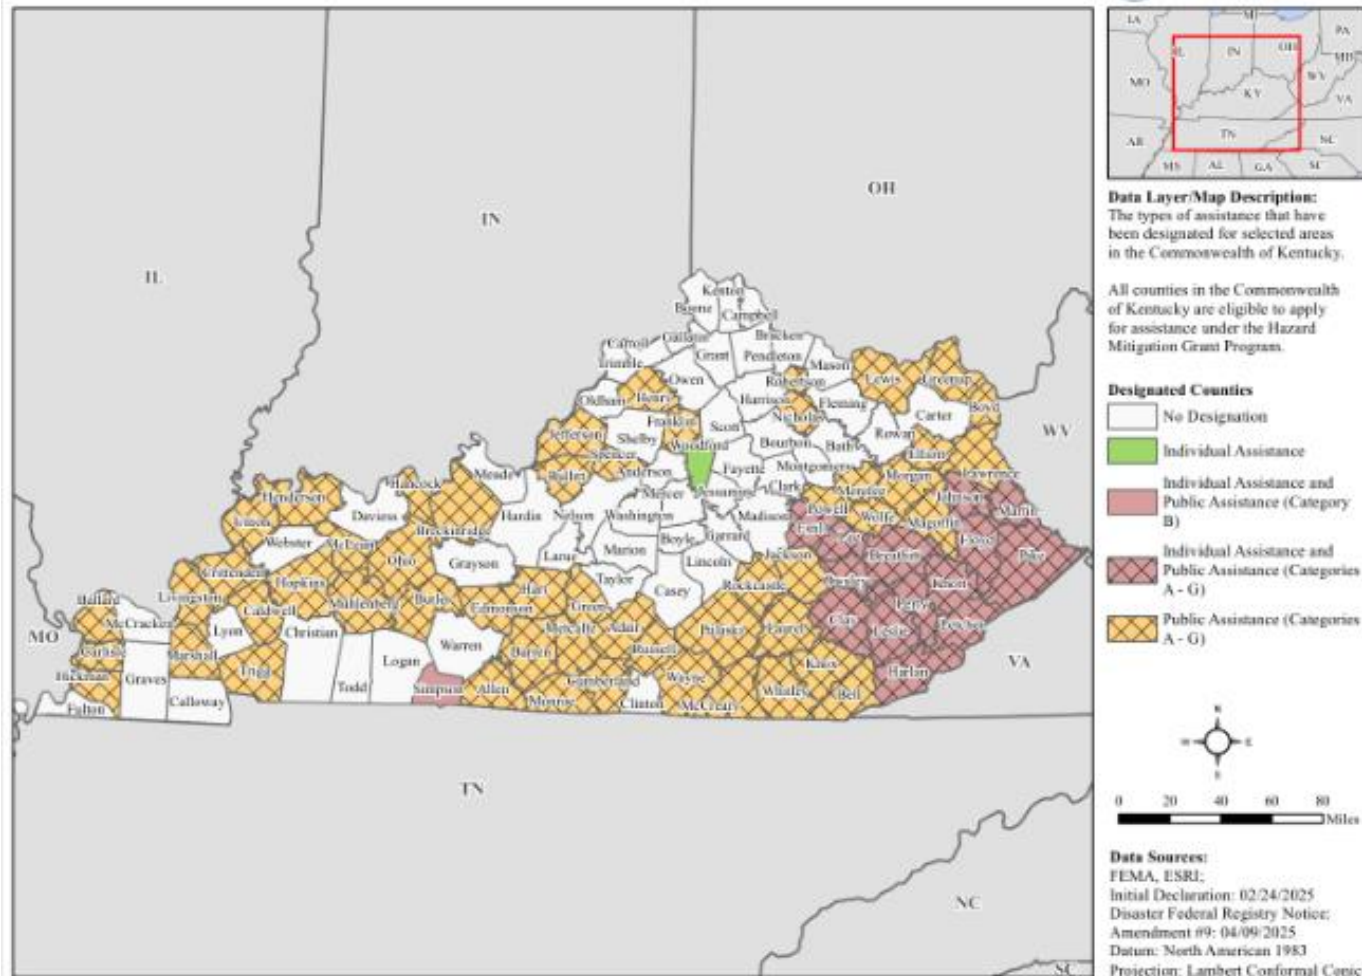 IL
IN
OH
WV
VA
MO
TN
NC
SC
Kenton
Boone
Campbell
Gallatin
Bracken
Carroll
Grant
Pendleton
Trimble
Mason
Owen
Robertson
Lewis
Greenup
Oldham
Henry
Harrison
Fleming
Carter
Boyd
Franklin
Nicholas
Scott
Jefferson
Shelby
Woodford
Bourbon
Bath
Rowan
Spencer
Elliott
Bullitt
Anderson
Fayette
Montgomery
Morgan
Lawrence
Meade
Clark
Menifee
Johnson
Hancock
Mercer
Jessamine
Powell
Martin
Henderson
Daviess
Hardin
Nelson
Washington
Madison
Estill
Wolfe
Magoffin
Union
Breckinridge
Boyle
Garrard
Lee
Floyd
Webster
McLean
Ohio
Larue
Marion
Lincoln
Jackson
Breathitt
Pike
Crittenden
Hopkins
Grayson
Taylor
Casey
Rockcastle
Owsley
Knott
Ballard
Livingston
Caldwell
Muhlenberg
Butler
Edmonson
Hart
Green
Perry
McCracken
Lyon
Christian
Warren
Metcalfe
Adair
Pulaski
Laurel
Clay
Leslie
Letcher
Carlisle
Marshall
Trigg
Logan
Barren
Russell
Knox
Harlan
Hickman
Graves
Todd
Simpson
Allen
Cumberland
Wayne
Whitley
Bell
Fulton
Calloway
Monroe
Clinton
McCreary
IA
MI
PA
IL
IN
OH
MD
MO
WV
KY
VA
AR
TN
NC
MS
AL
GA
SC
Data Layer/Map Description:
The types of assistance that have
been designated for selected areas
in the Commonwealth of Kentucky.
All counties in the Commonwealth
of Kentucky are eligible to apply
for assistance under the Hazard
Mitigation Grant Program.
Designated Counties
No Designation
Individual Assistance
Individual Assistance and
Public Assistance (Category
B)
Individual Assistance and
Public Assistance (Categories
A - G)
Public Assistance (Categories
A - G)
N
W
E
S
0 20 40 60 80
Miles
Data Sources:
FEMA, ESRI;
Initial Declaration: 02/24/2025
Disaster Federal Registry Notice:
Amendment #9: 04/09/2025
Datum: North American 1983
Projection: Lambert Conformal Conic